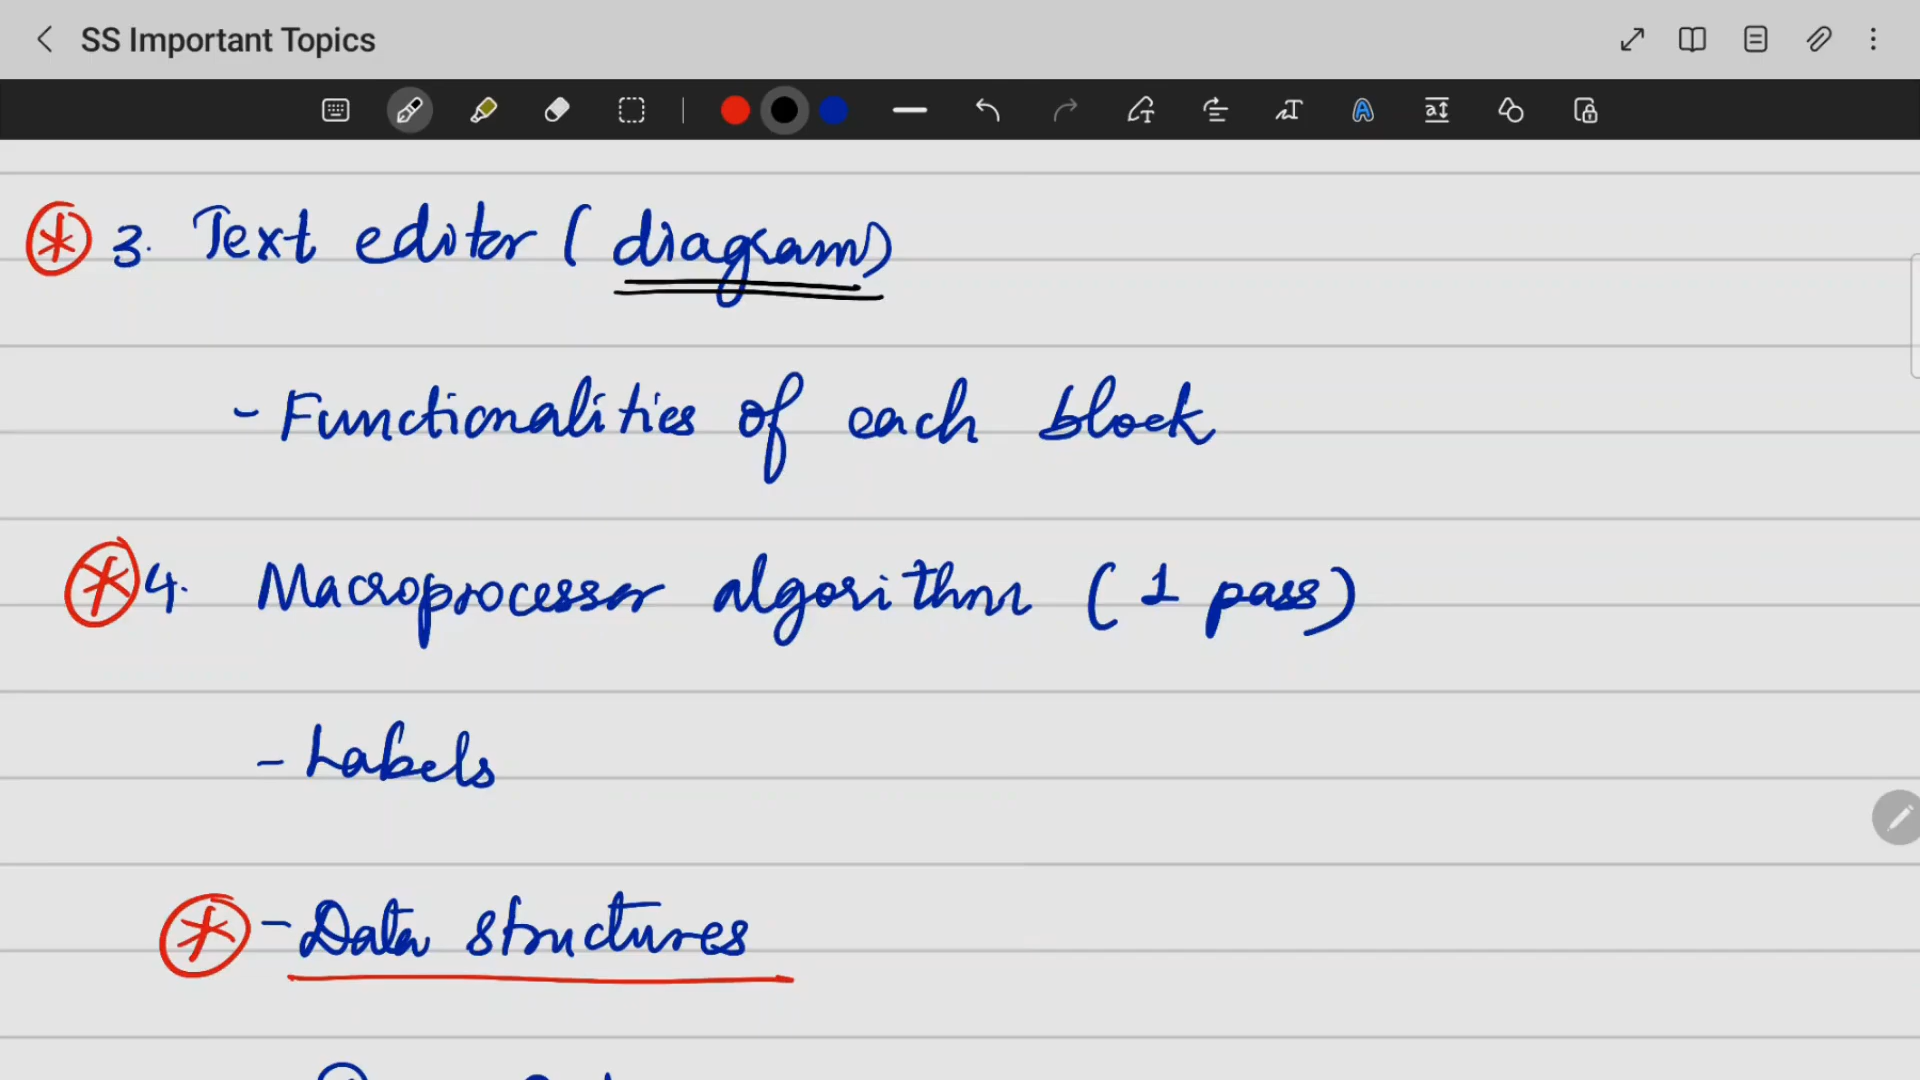 SS Important Topics
3. Text editor (diagram)
- Functionalities of each block
4. Macroprocessor algorithm (1 pass)
- Labels
- Data structures